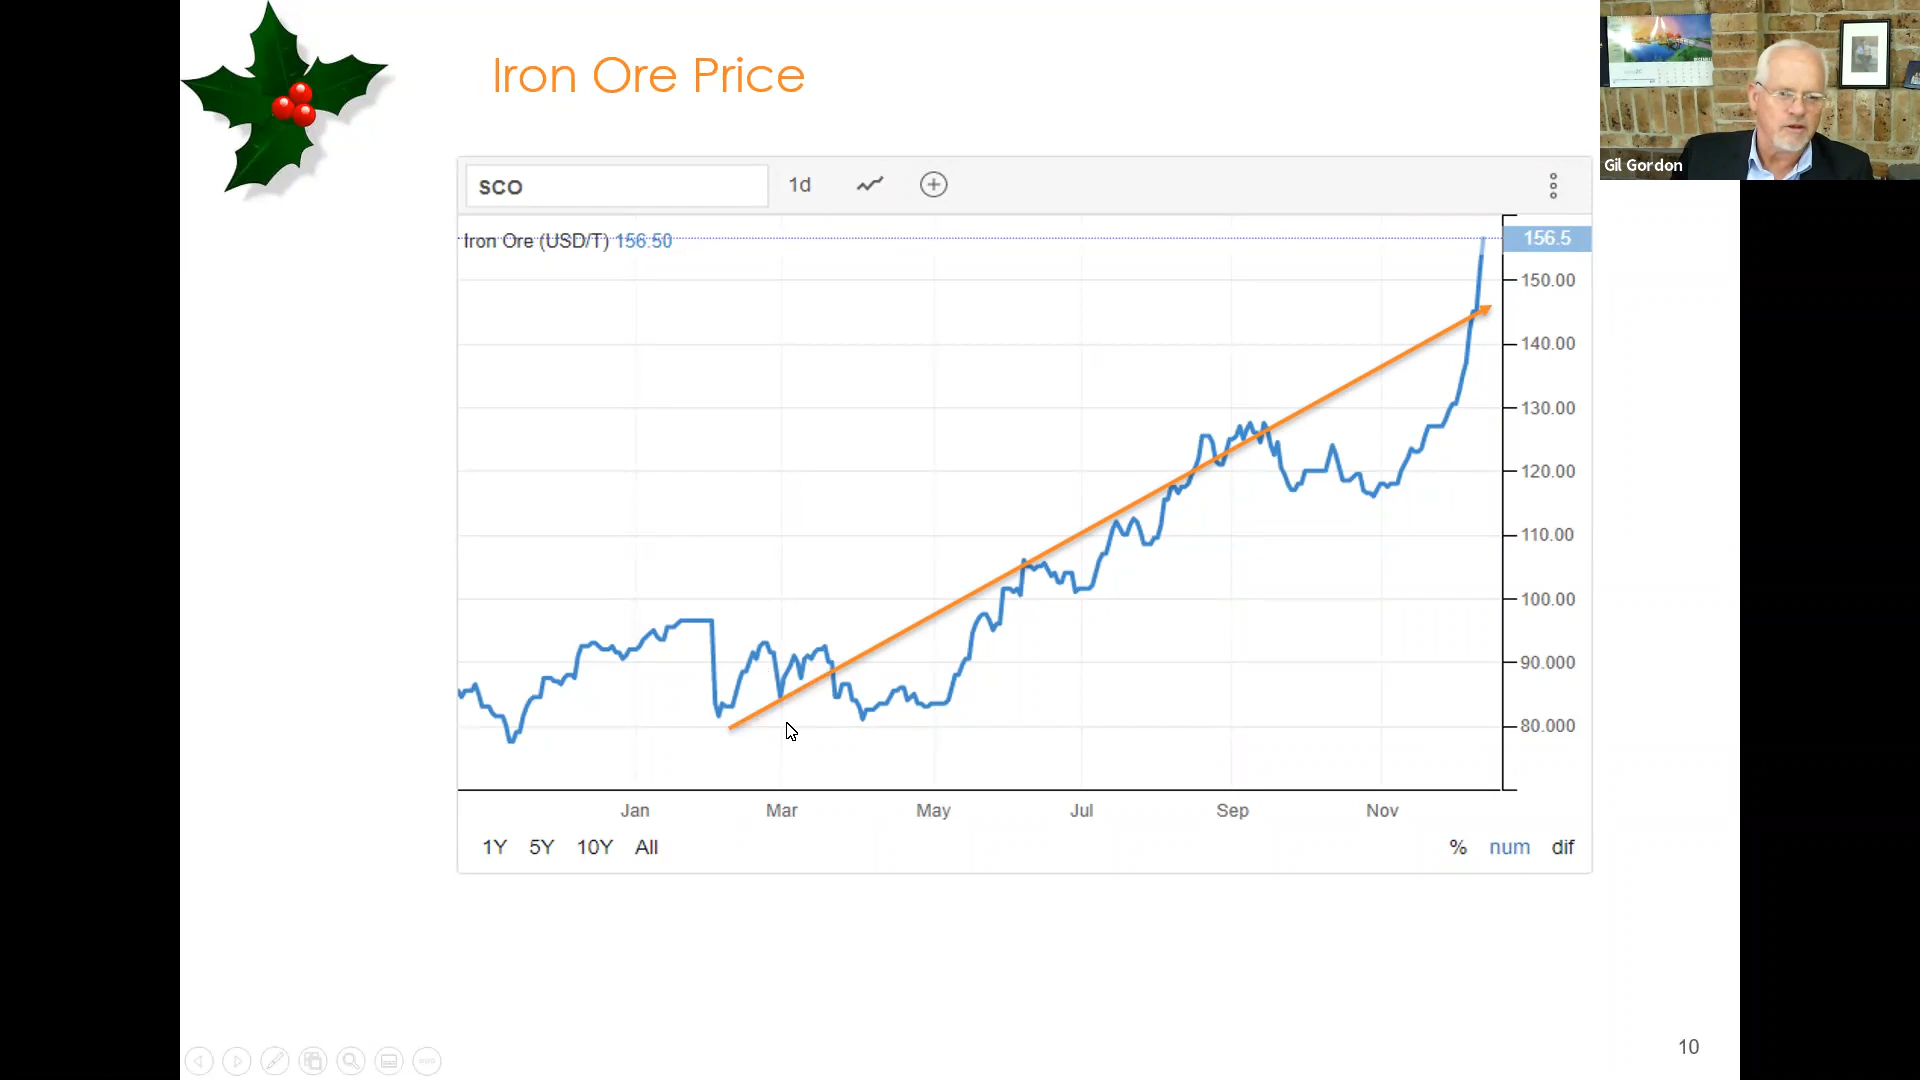 Iron Ore Price
Gil Gordon
SCO 1d
Iron Ore (USD/T) 156.50
156.5
150.00
140.00
130.00
120.00
110.00
100.00
90.000
80.000
Jan Mar May Jul Sep Nov
1Y 5Y 10Y All % num dif
10